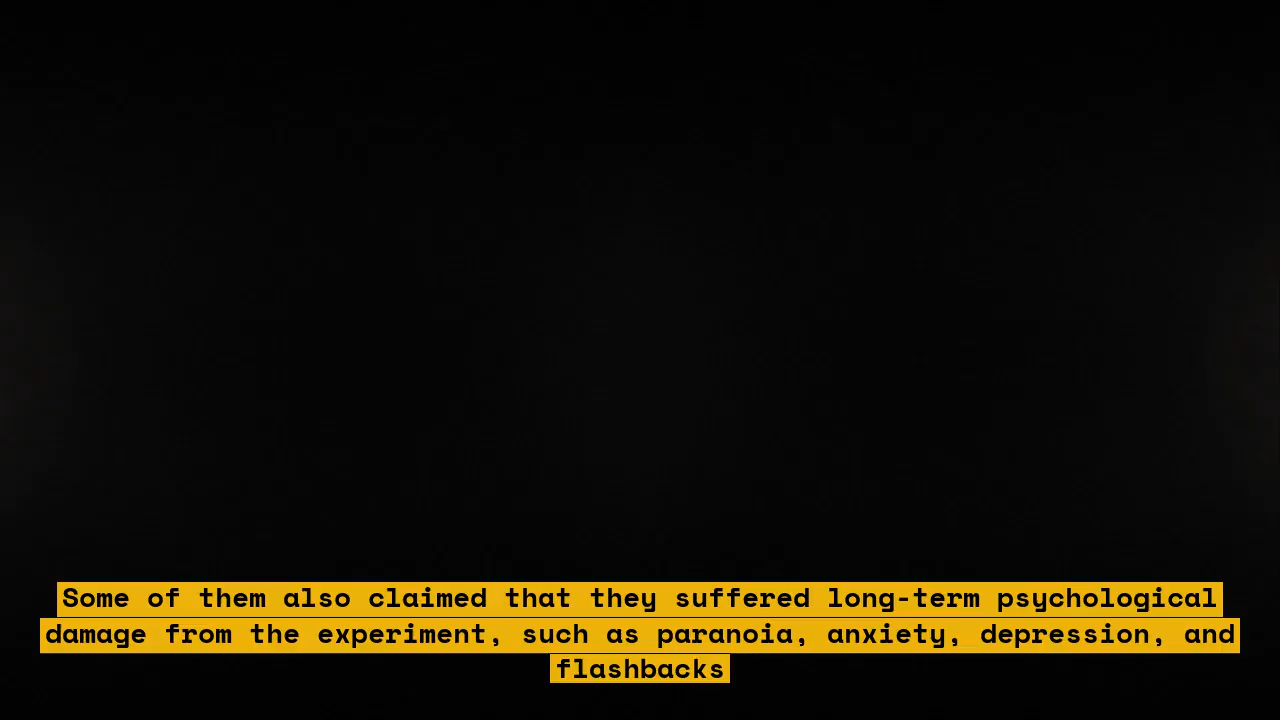 Some of them also claimed that they suffered long-term psychological
damage from the experiment, such as paranoia, anxiety, depression, and
flashbacks